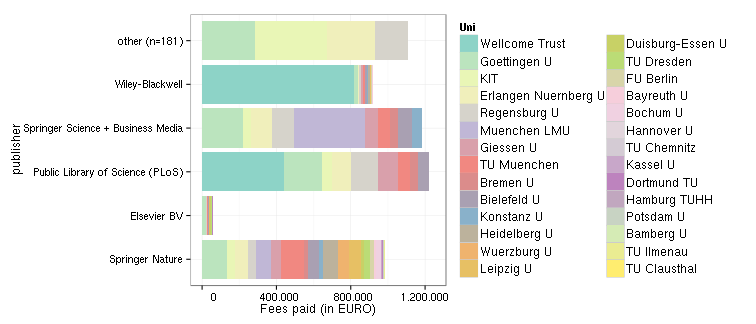 other (n=181)
Wiley-Blackwell
Springer Science + Business Media
Public Library of Science (PLoS)
Elsevier BV
Springer Nature
publisher
0 400.000 800.000 1.200.000
Fees paid (in EURO)
Uni
Wellcome Trust
Goettingen U
KIT
Erlangen Nuernberg U
Regensburg U
Muenchen LMU
Giessen U
TU Muenchen
Bremen U
Bielefeld U
Konstanz U
Heidelberg U
Wuerzburg U
Leipzig U
Duisburg-Essen U
TU Dresden
FU Berlin
Bayreuth U
Bochum U
Hannover U
TU Chemnitz
Kassel U
Dortmund TU
Hamburg TUHH
Potsdam U
Bamberg U
TU Ilmenau
TU Clausthal